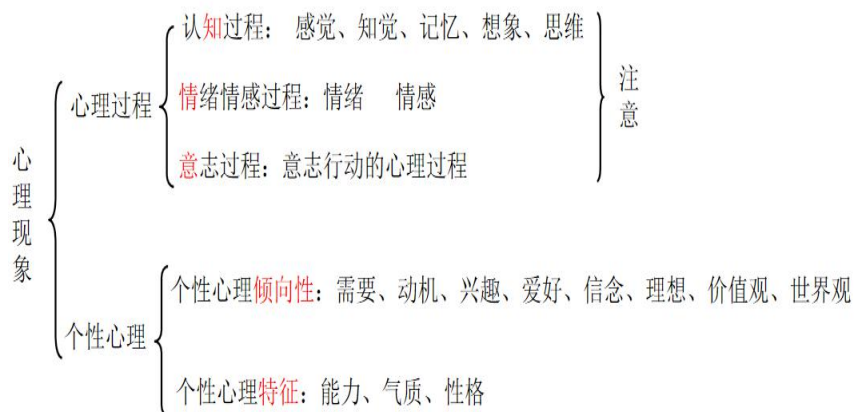 认知过程： 感觉、知觉、记忆、想象、思维
心理过程
情绪情感过程：情绪 情感
注意
意志过程：意志行动的心理过程
心理现象
个性心理倾向性：需要、动机、兴趣、爱好、信念、理想、价值观、世界观
个性心理
个性心理特征：能力、气质、性格